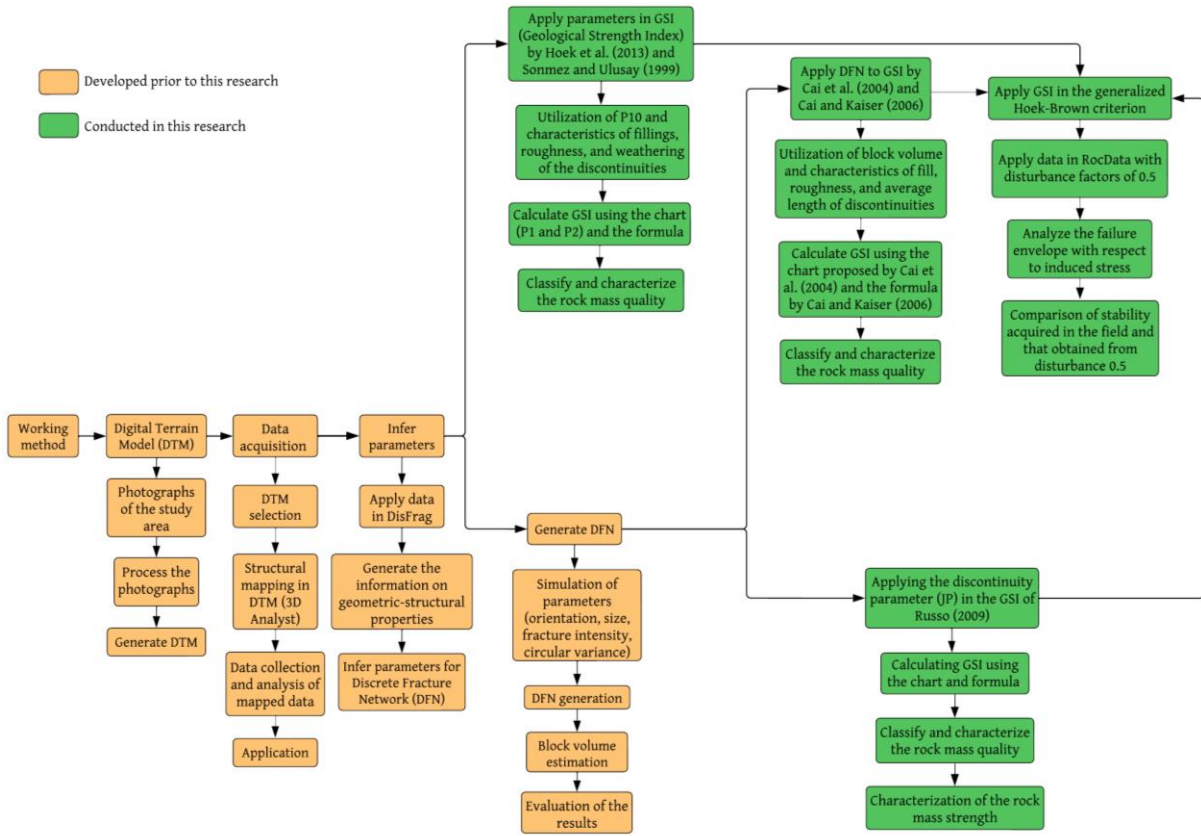 Developed prior to this research
Conducted in this research
Apply parameters in GSI
(Geological Strength Index)
by Hoek et al. (2013) and
Sonmez and Ulusay (1999)
Utilization of P10 and
characteristics of fillings,
roughness, and weathering
of the discontinuities
Calculate GSI using the chart
(P1 and P2) and the formula
Classify and characterize
the rock mass quality
Apply DFN to GSI by
Cai et al. (2004) and
Cai and Kaiser (2006)
Utilization of block volume
and characteristics of fill,
roughness, and average
length of discontinuities
Calculate GSI using the
chart proposed by Cai et
al. (2004) and the formula
by Cai and Kaiser (2006)
Classify and characterize
the rock mass quality
Apply GSI in the generalized
Hoek-Brown criterion
Apply data in RocData with
disturbance factors of 0.5
Analyze the failure
envelope with respect
to induced stress
Comparison of stability
acquired in the field and
that obtained from
disturbance 0.5
Working
method
Digital Terrain
Model (DTM)
Photographs
of the study
area
Process the
photographs
Generate DTM
Data
acquisition
DTM
selection
Structural
mapping in
DTM (3D
Analyst)
Data collection
and analysis of
mapped data
Application
Infer
parameters
Apply data
in DisFrag
Generate the
information on
geometric-structural
properties
Infer parameters for
Discrete Fracture
Network (DFN)
Generate DFN
Simulation of
parameters
(orientation, size,
fracture intensity,
circular variance)
DFN generation
Block volume
estimation
Evaluation of the
results
Applying the discontinuity
parameter (JP) in the GSI of
Russo (2009)
Calculating GSI using
the chart and formula
Classify and characterize
the rock mass quality
Characterization of the rock
mass strength